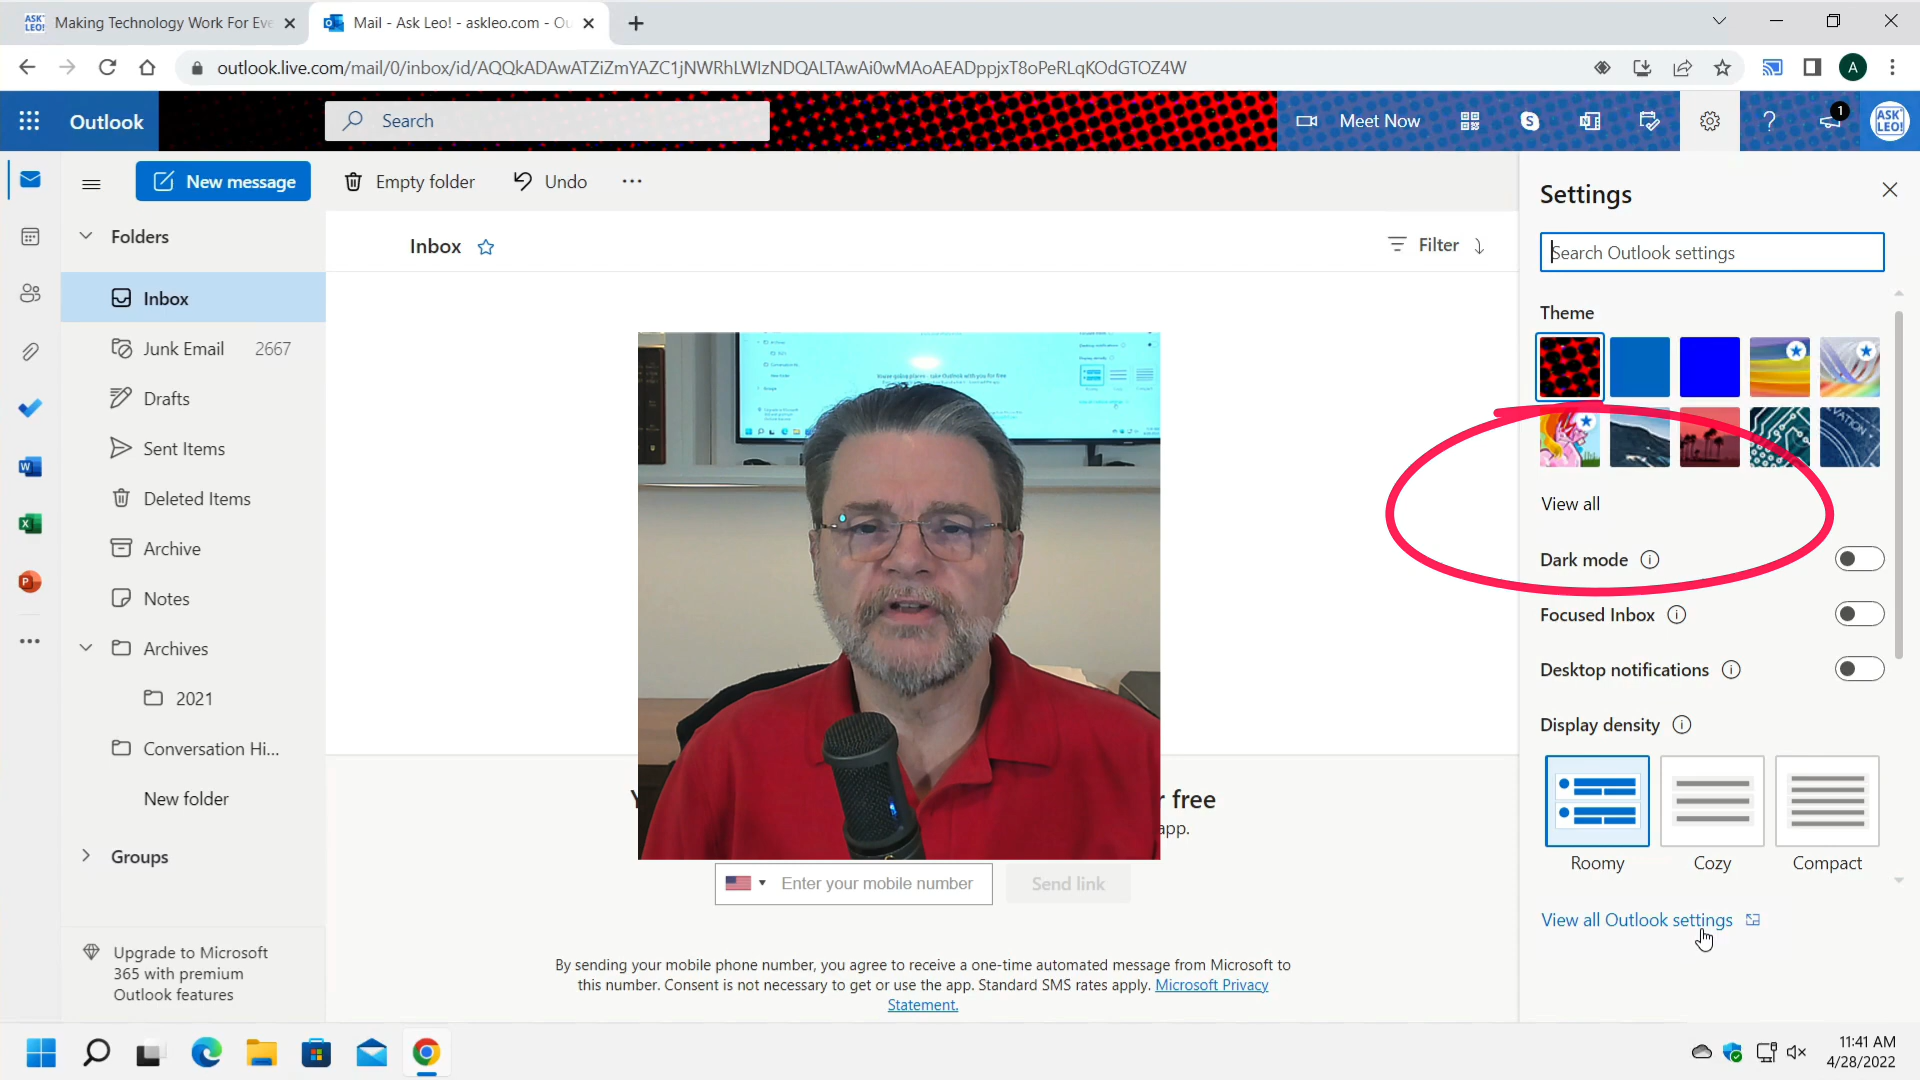 Making Technology Work For Eve
Mail - Ask Leo! - askleo.com - Ou
outlook.live.com/mail/0/inbox/id/AQQkADAwATZiZmYAZC1jNWRhLWIzNDQALTAwAi0wMAoAEADppjxT8oPeRLqKOdGTOZ4W
A
Outlook
Search
Meet Now
1
ASK LEO!
New message
Empty folder
Undo
Folders
Inbox
Junk Email 2667
Drafts
Sent Items
Deleted Items
Archive
Notes
Archives
2021
Conversation Hi...
New folder
Groups
Upgrade to Microsoft
365 with premium
Outlook features
Inbox
Filter
r free
app.
Enter your mobile number
Send link
By sending your mobile phone number, you agree to receive a one-time automated message from Microsoft to
this number. Consent is not necessary to get or use the app. Standard SMS rates apply. Microsoft Privacy
Statement.
Settings
Search Outlook settings
Theme
View all
Dark mode
Focused Inbox
Desktop notifications
Display density
Roomy Cozy Compact
View all Outlook settings
11:41 AM
4/28/2022